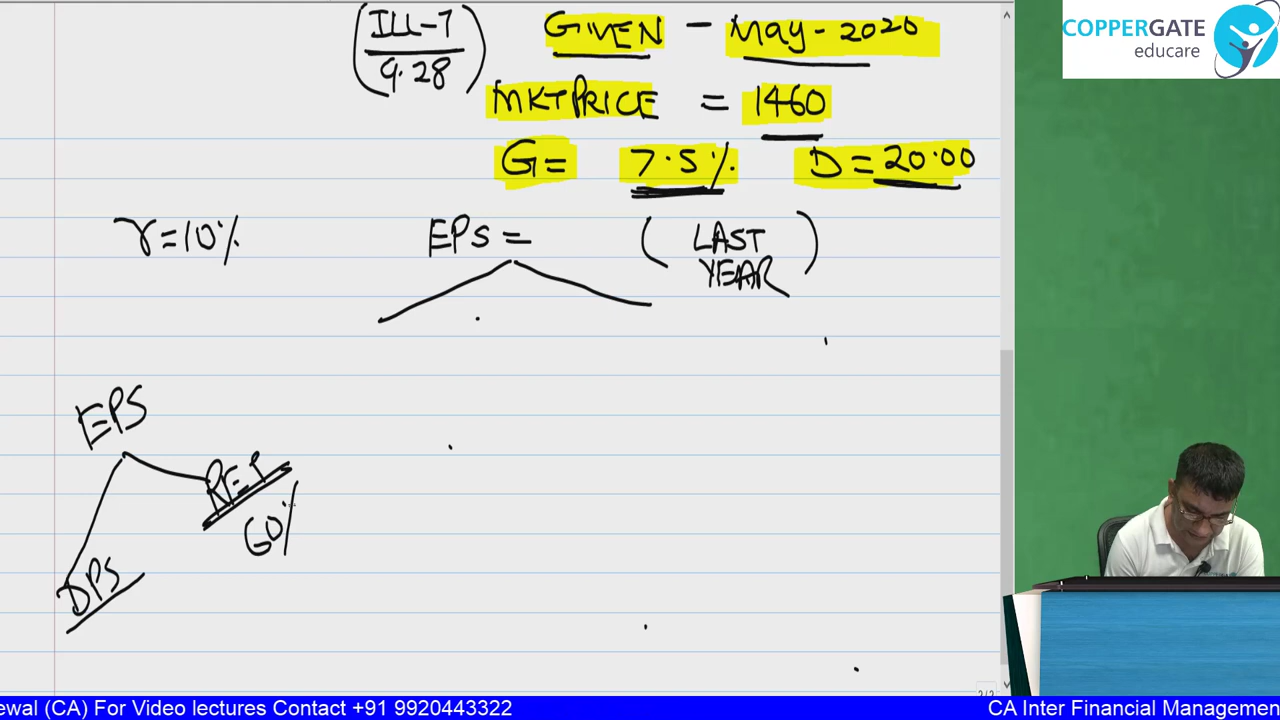 COPPERGATE
educare
ILL-7
9.28
GIVEN - May-2020
MKT PRICE = 1460
G = 7.5% D = 20.00
r = 10% EPS = (LAST YEAR)
EPS
RET
60%
DPS
ewal (CA) For Video lectures Contact +91 9920443322
CA Inter Financial Managemen